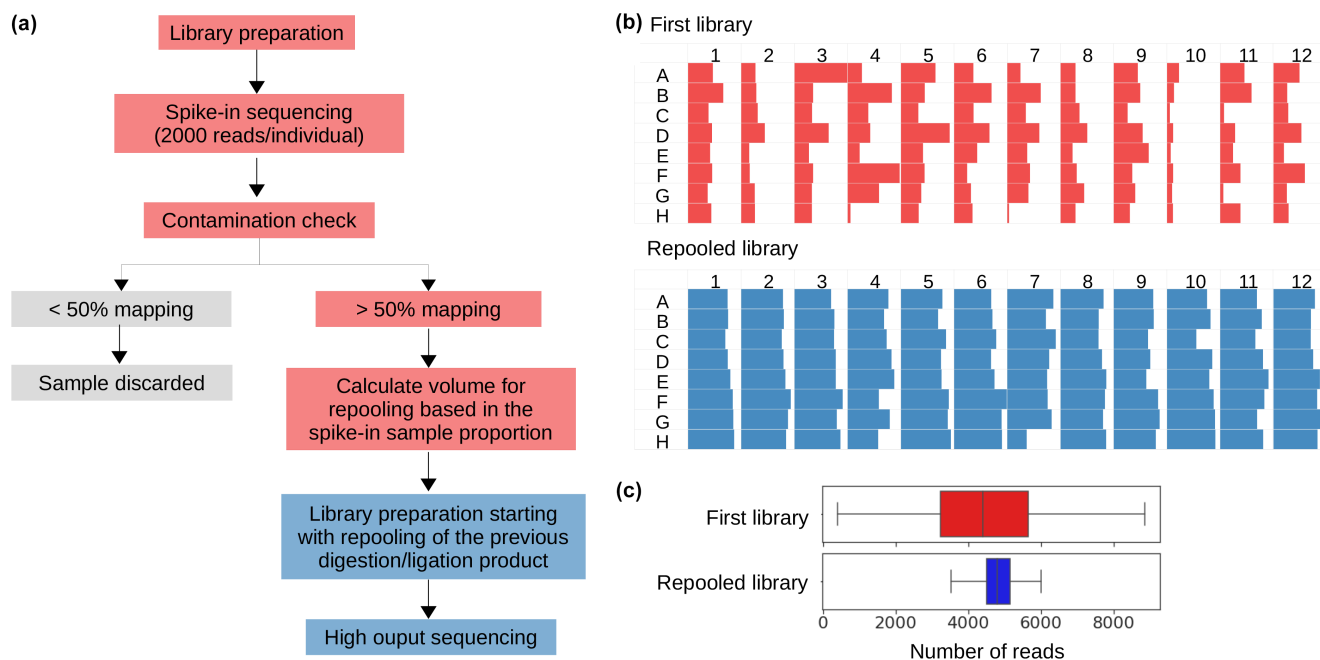 (a)
Library preparation
Spike-in sequencing
(2000 reads/individual)
Contamination check
< 50% mapping
> 50% mapping
Sample discarded
Calculate volume for
repooling based in the
spike-in sample proportion
Library preparation starting
with repooling of the previous
digestion/ligation product
High ouput sequencing
(b) First library
1 2 3 4 5 6 7 8 9 10 11 12
A
B
C
D
E
F
G
H
Repooled library
1 2 3 4 5 6 7 8 9 10 11 12
A
B
C
D
E
F
G
H
(c)
First library
Repooled library
0 2000 4000 6000 8000
Number of reads